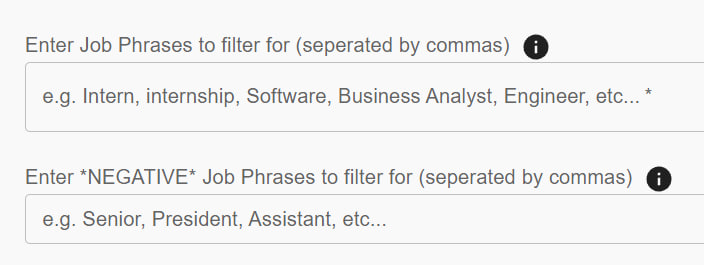 Enter Job Phrases to filter for (seperated by commas) i
e.g. Intern, internship, Software, Business Analyst, Engineer, etc... *
Enter *NEGATIVE* Job Phrases to filter for (seperated by commas) i
e.g. Senior, President, Assistant, etc...